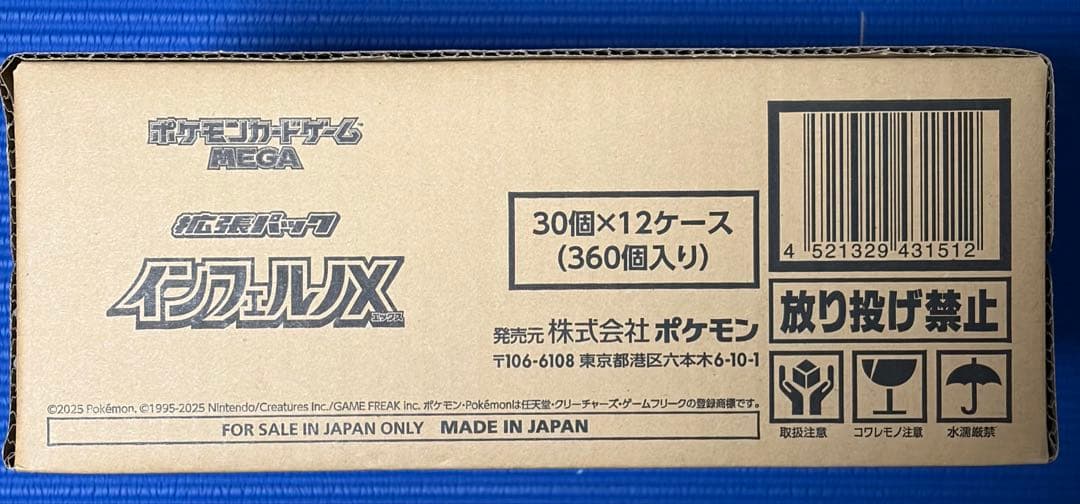 ポケモンカードゲーム
MEGA
拡張パック
インフェルノX
エックス
30個×12ケース
(360個入り)
発売元 株式会社 ポケモン
〒106-6108 東京都港区六本木6-10-1
©2025 Pokémon. ©1995-2025 Nintendo/Creatures Inc./GAME FREAK inc. ポケモン・Pokémonは任天堂・クリーチャーズ・ゲームフリークの登録商標です。
FOR SALE IN JAPAN ONLY MADE IN JAPAN
4 521329 431512
放り投げ禁止
取扱注意 コワレモノ注意 水濡厳禁